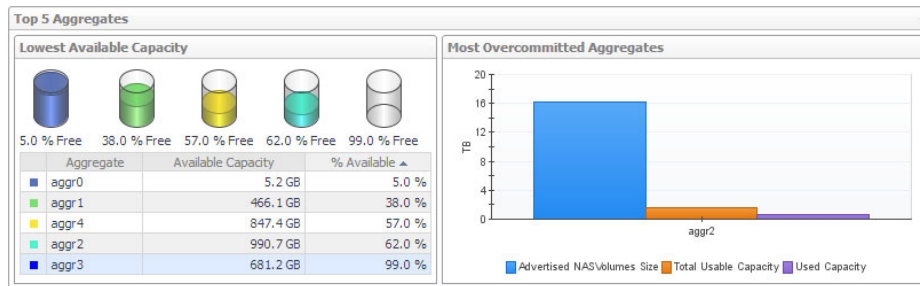 Top 5 Aggregates
Lowest Available Capacity
5.0 % Free 38.0 % Free 57.0 % Free 62.0 % Free 99.0 % Free
Aggregate Available Capacity % Available
aggr0 5.2 GB 5.0 %
aggr1 466.1 GB 38.0 %
aggr4 847.4 GB 57.0 %
aggr2 990.7 GB 62.0 %
aggr3 681.2 GB 99.0 %
Most Overcommitted Aggregates
20
16
12
8
4
0
TB
aggr2
Advertised NASVolumes Size Total Usable Capacity Used Capacity